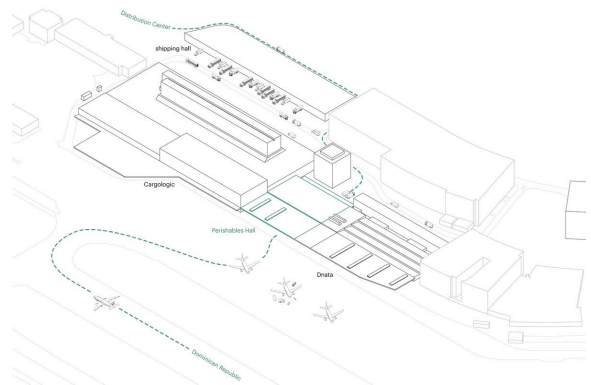 Distribution Center
shipping hall
Cargologic
Perishables Hall
Dnata
Dominican Republic